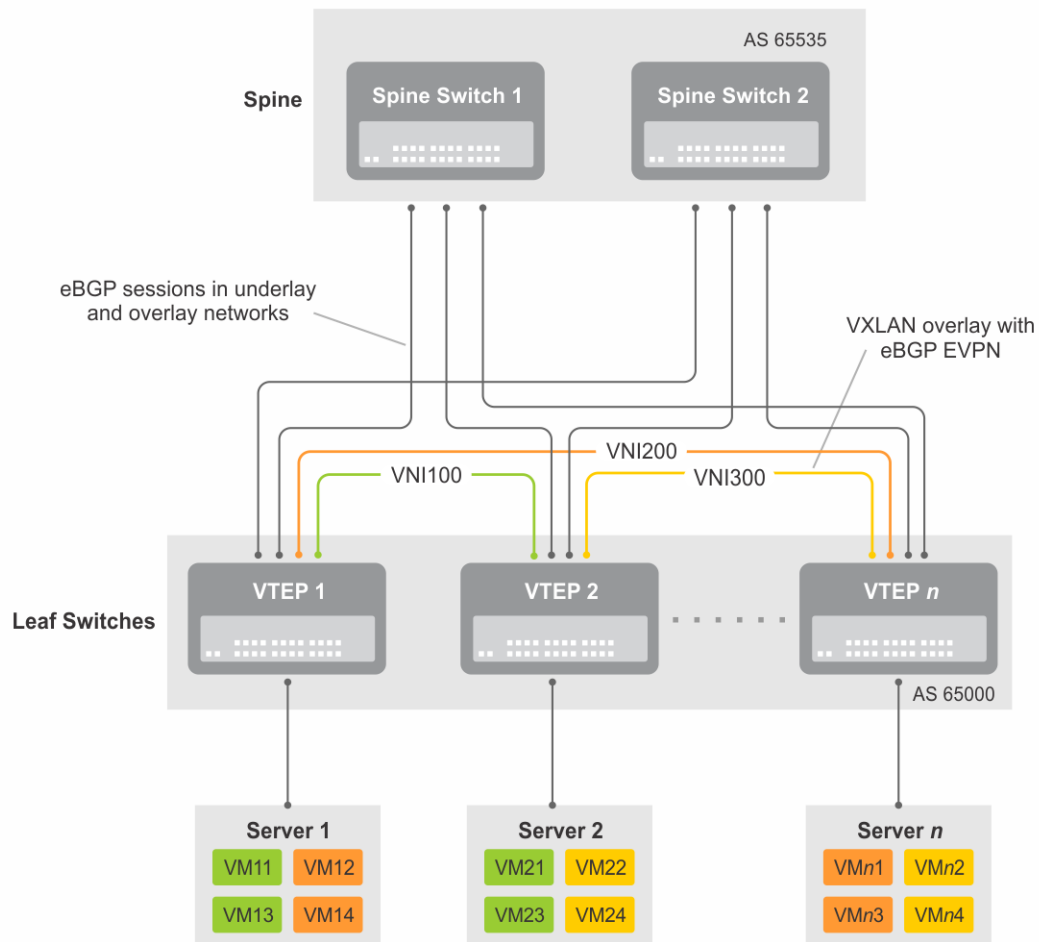 AS 65535
Spine
Spine Switch 1
Spine Switch 2
eBGP sessions in underlay
and overlay networks
VXLAN overlay with
eBGP EVPN
VNI200
VNI100
VNI300
Leaf Switches
VTEP 1
VTEP 2
VTEP n
AS 65000
Server 1
VM11
VM12
VM13
VM14
Server 2
VM21
VM22
VM23
VM24
Server n
VMn1
VMn2
VMn3
VMn4